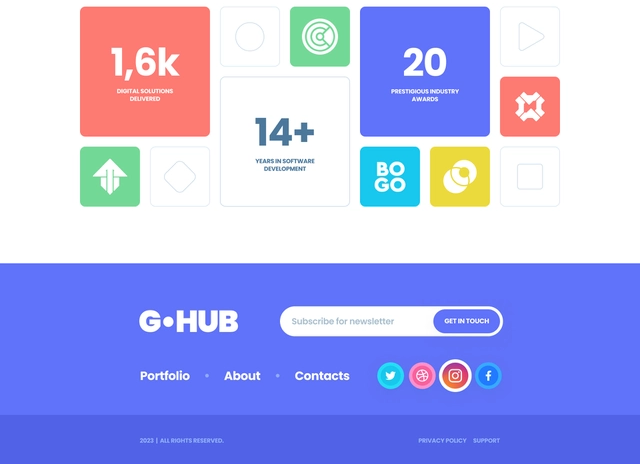 1,6k
DIGITAL SOLUTIONS
DELIVERED
20
PRESTIGIOUS INDUSTRY
AWARDS
14+
YEARS IN SOFTWARE
DEVELOPMENT
BO
GO
G•HUB
Subscribe for newsletter
GET IN TOUCH
Portfolio • About • Contacts
2023 | ALL RIGHTS RESERVED.
PRIVACY POLICY SUPPORT